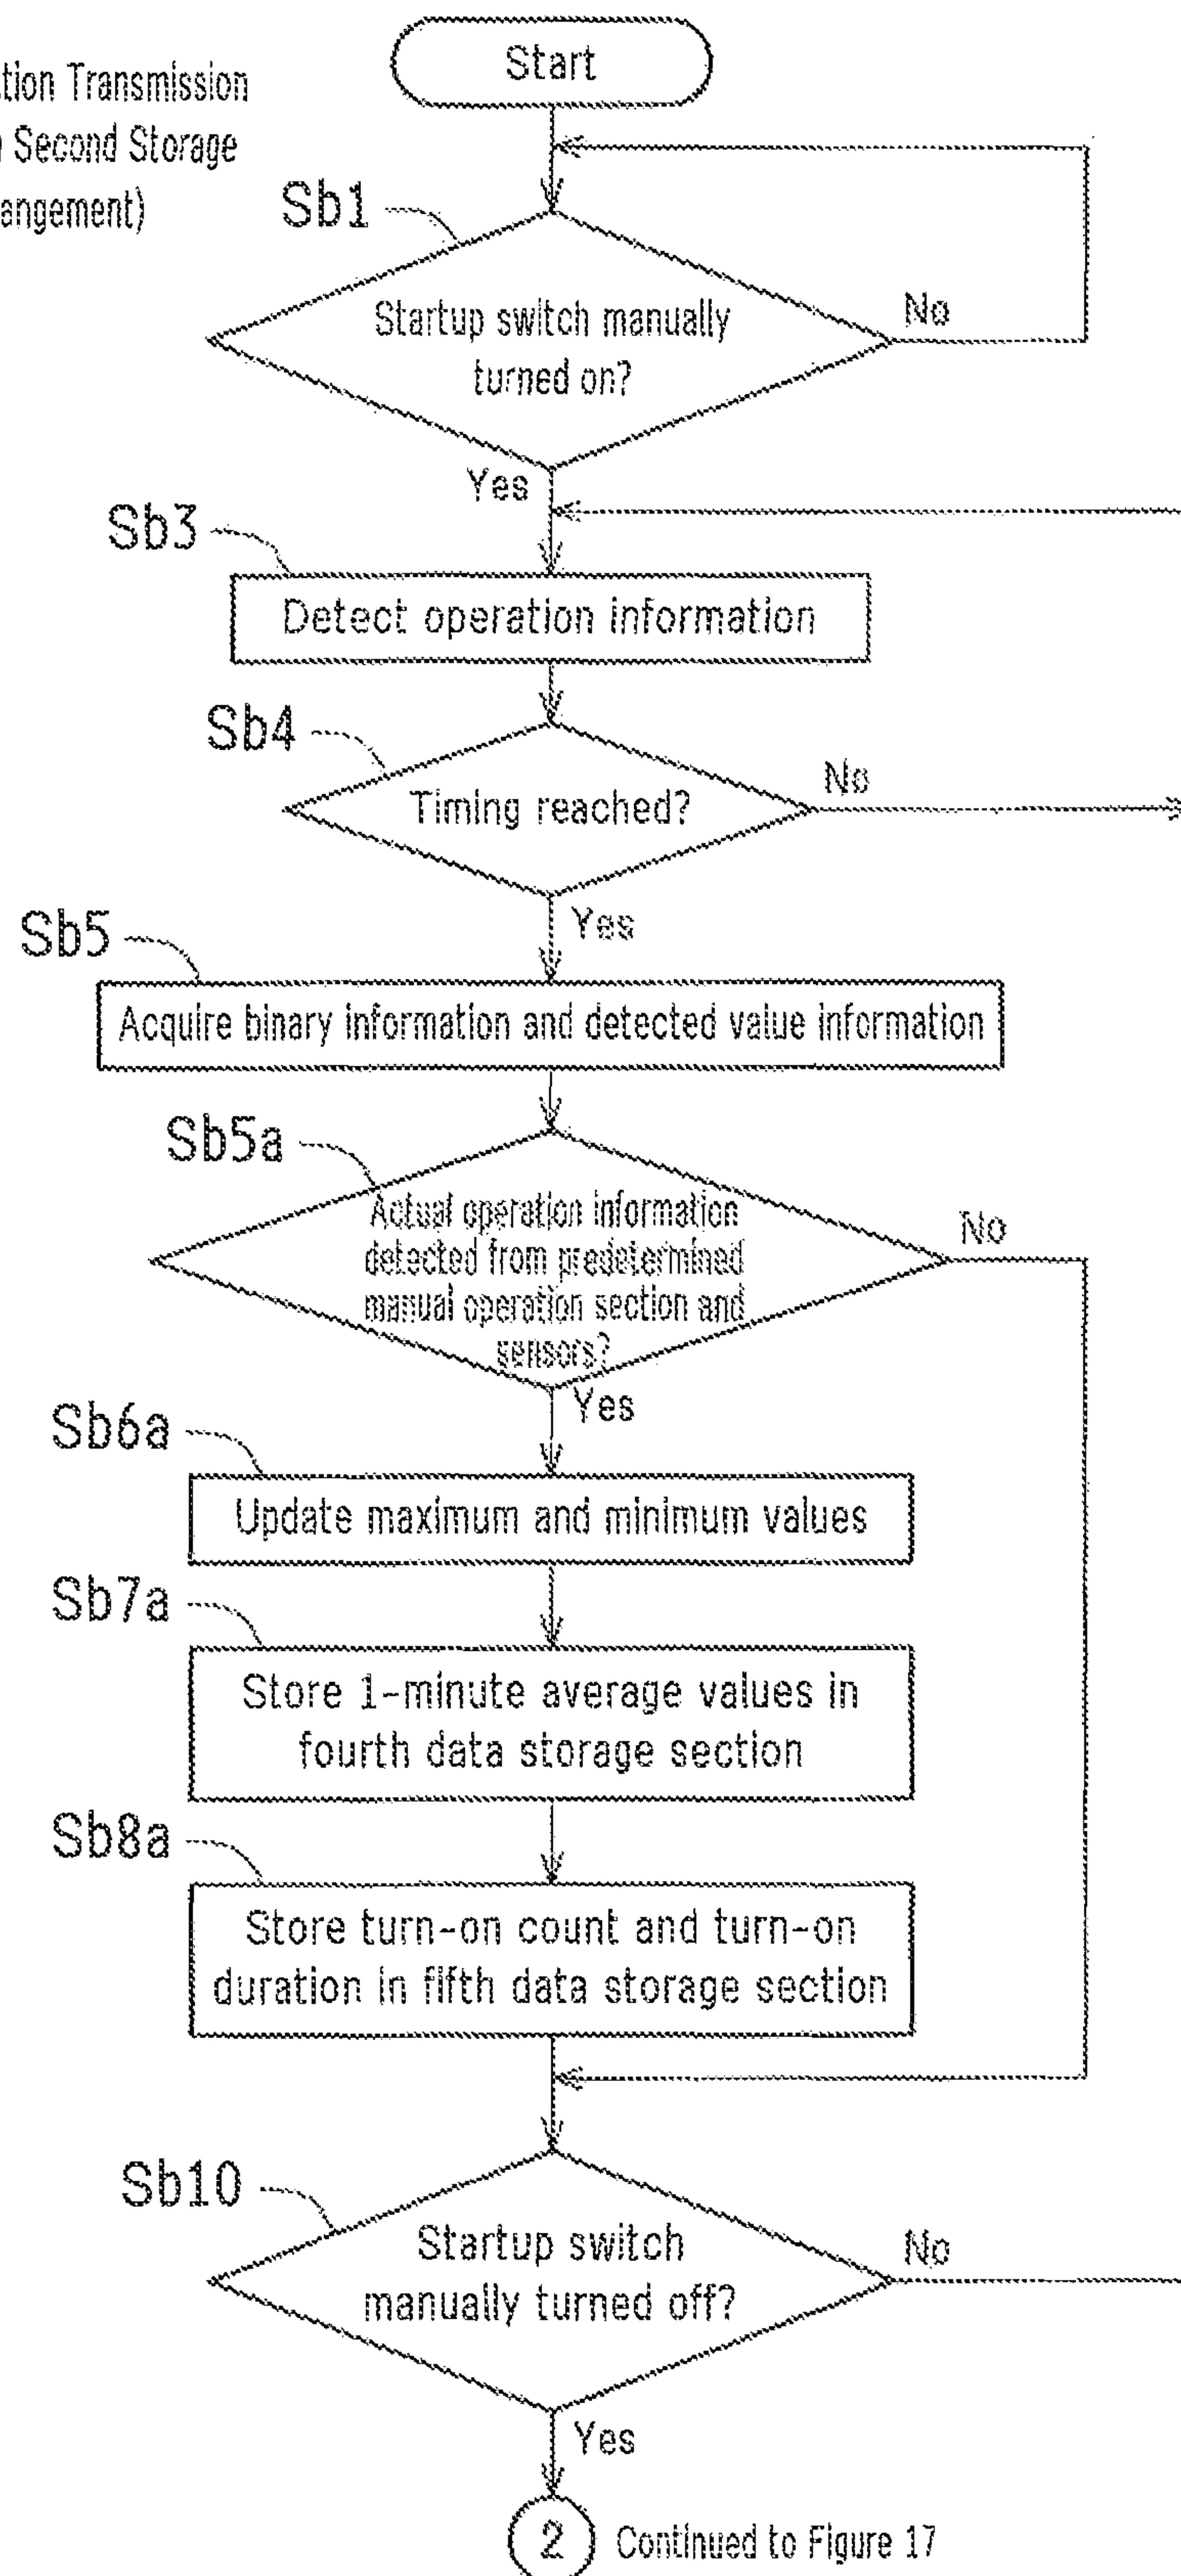 Start
tion Transmission
Second Storage
angement)
Sb1
Startup switch manually
turned on?
No
Yes
Sb3
Detect operation information
Sb4
Timing reached?
No
Yes
Sb5
Acquire binary information and detected value information
Sb5a
Actual operation information
detected from predetermined
manual operation section and
sensors?
No
Yes
Sb6a
Update maximum and minimum values
Sb7a
Store 1-minute average values in
fourth data storage section
Sb8a
Store turn-on count and turn-on
duration in fifth data storage section
Sb10
Startup switch
manually turned off?
No
Yes
2 Continued to Figure 17